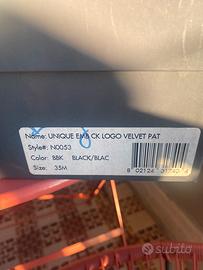 Name: UNIQUE EMB CK LOGO VELVET PAT
Style#: N0053
Color: BBK BLACK/BLAC
Size: 35M
subito